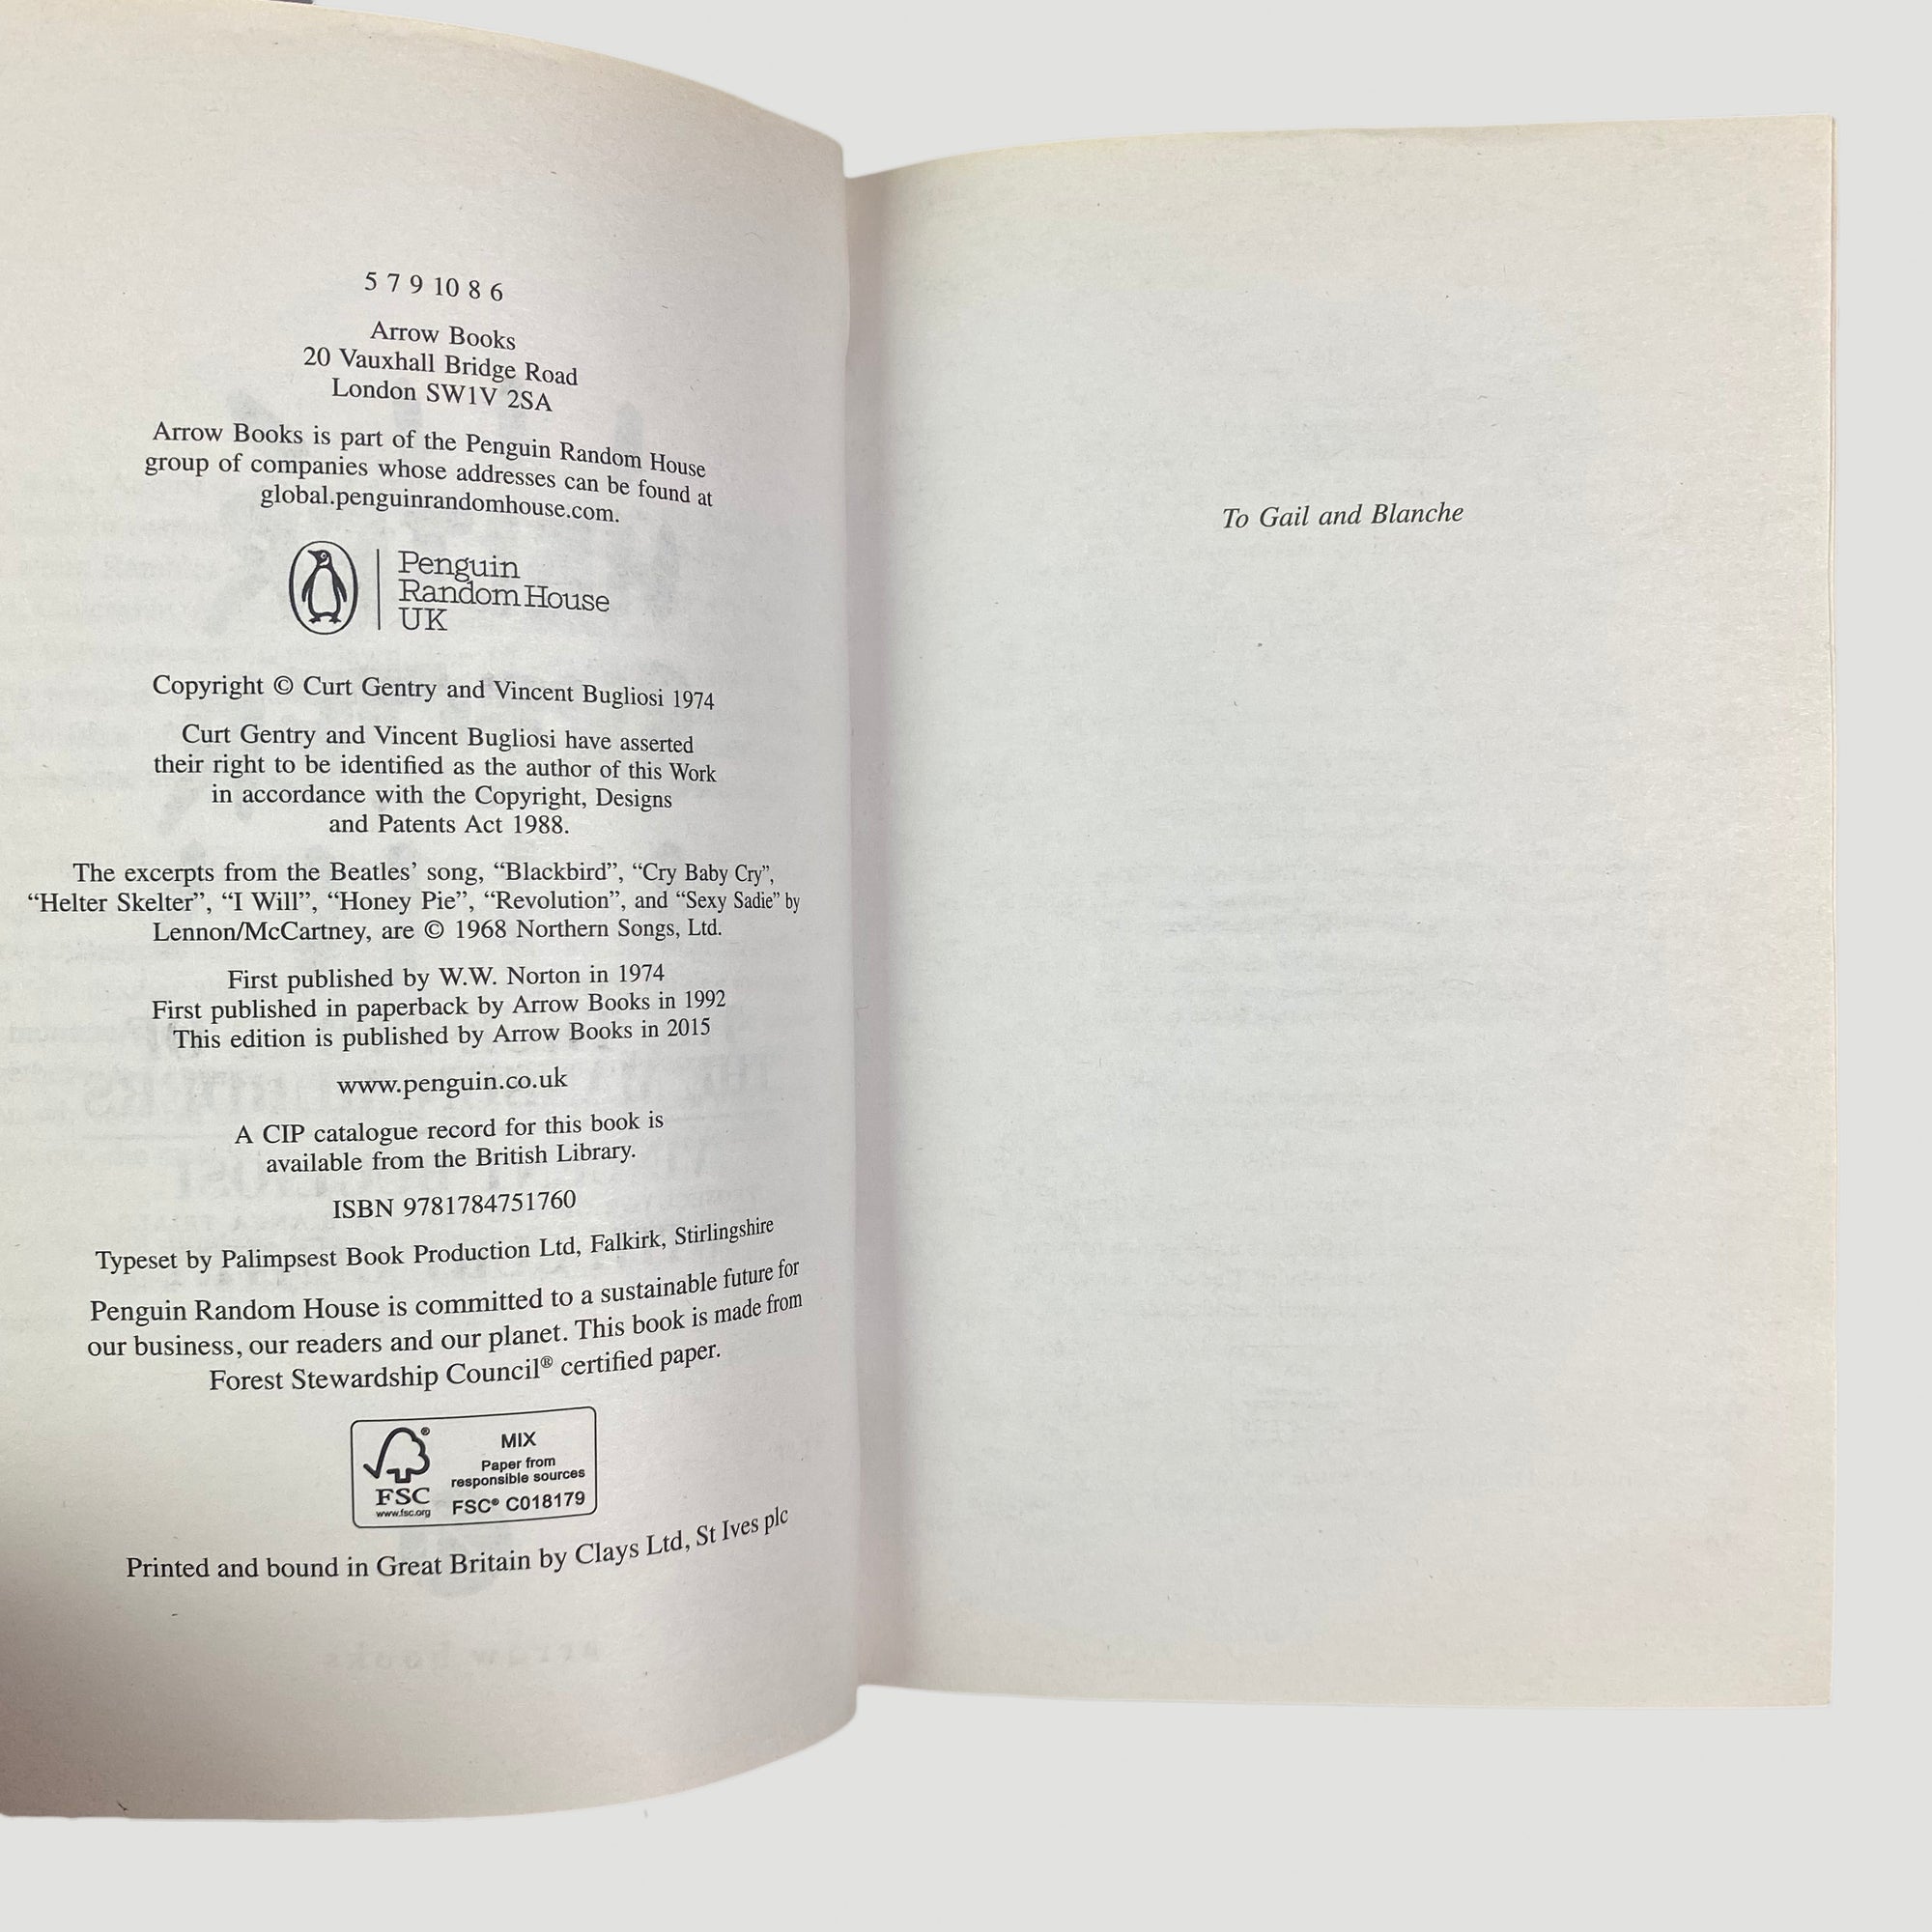 5 7 9 10 8 6
Arrow Books
20 Vauxhall Bridge Road
London SW1V 2SA
Arrow Books is part of the Penguin Random House
group of companies whose addresses can be found at
global.penguinrandomhouse.com.
Penguin
Random House
UK
Copyright © Curt Gentry and Vincent Bugliosi 1974
Curt Gentry and Vincent Bugliosi have asserted
their right to be identified as the author of this Work
in accordance with the Copyright, Designs
and Patents Act 1988.
The excerpts from the Beatles’ song, “Blackbird”, “Cry Baby Cry”,
“Helter Skelter”, “I Will”, “Honey Pie”, “Revolution”, and “Sexy Sadie” by
Lennon/McCartney, are © 1968 Northern Songs, Ltd.
First published by W.W. Norton in 1974
First published in paperback by Arrow Books in 1992
This edition is published by Arrow Books in 2015
www.penguin.co.uk
A CIP catalogue record for this book is
available from the British Library.
ISBN 9781784751760
Typeset by Palimpsest Book Production Ltd, Falkirk, Stirlingshire
Penguin Random House is committed to a sustainable future for
our business, our readers and our planet. This book is made from
Forest Stewardship Council® certified paper.
MIX
Paper from
responsible sources
FSC® C018179
FSC
www.fsc.org
Printed and bound in Great Britain by Clays Ltd, St Ives plc
To Gail and Blanche